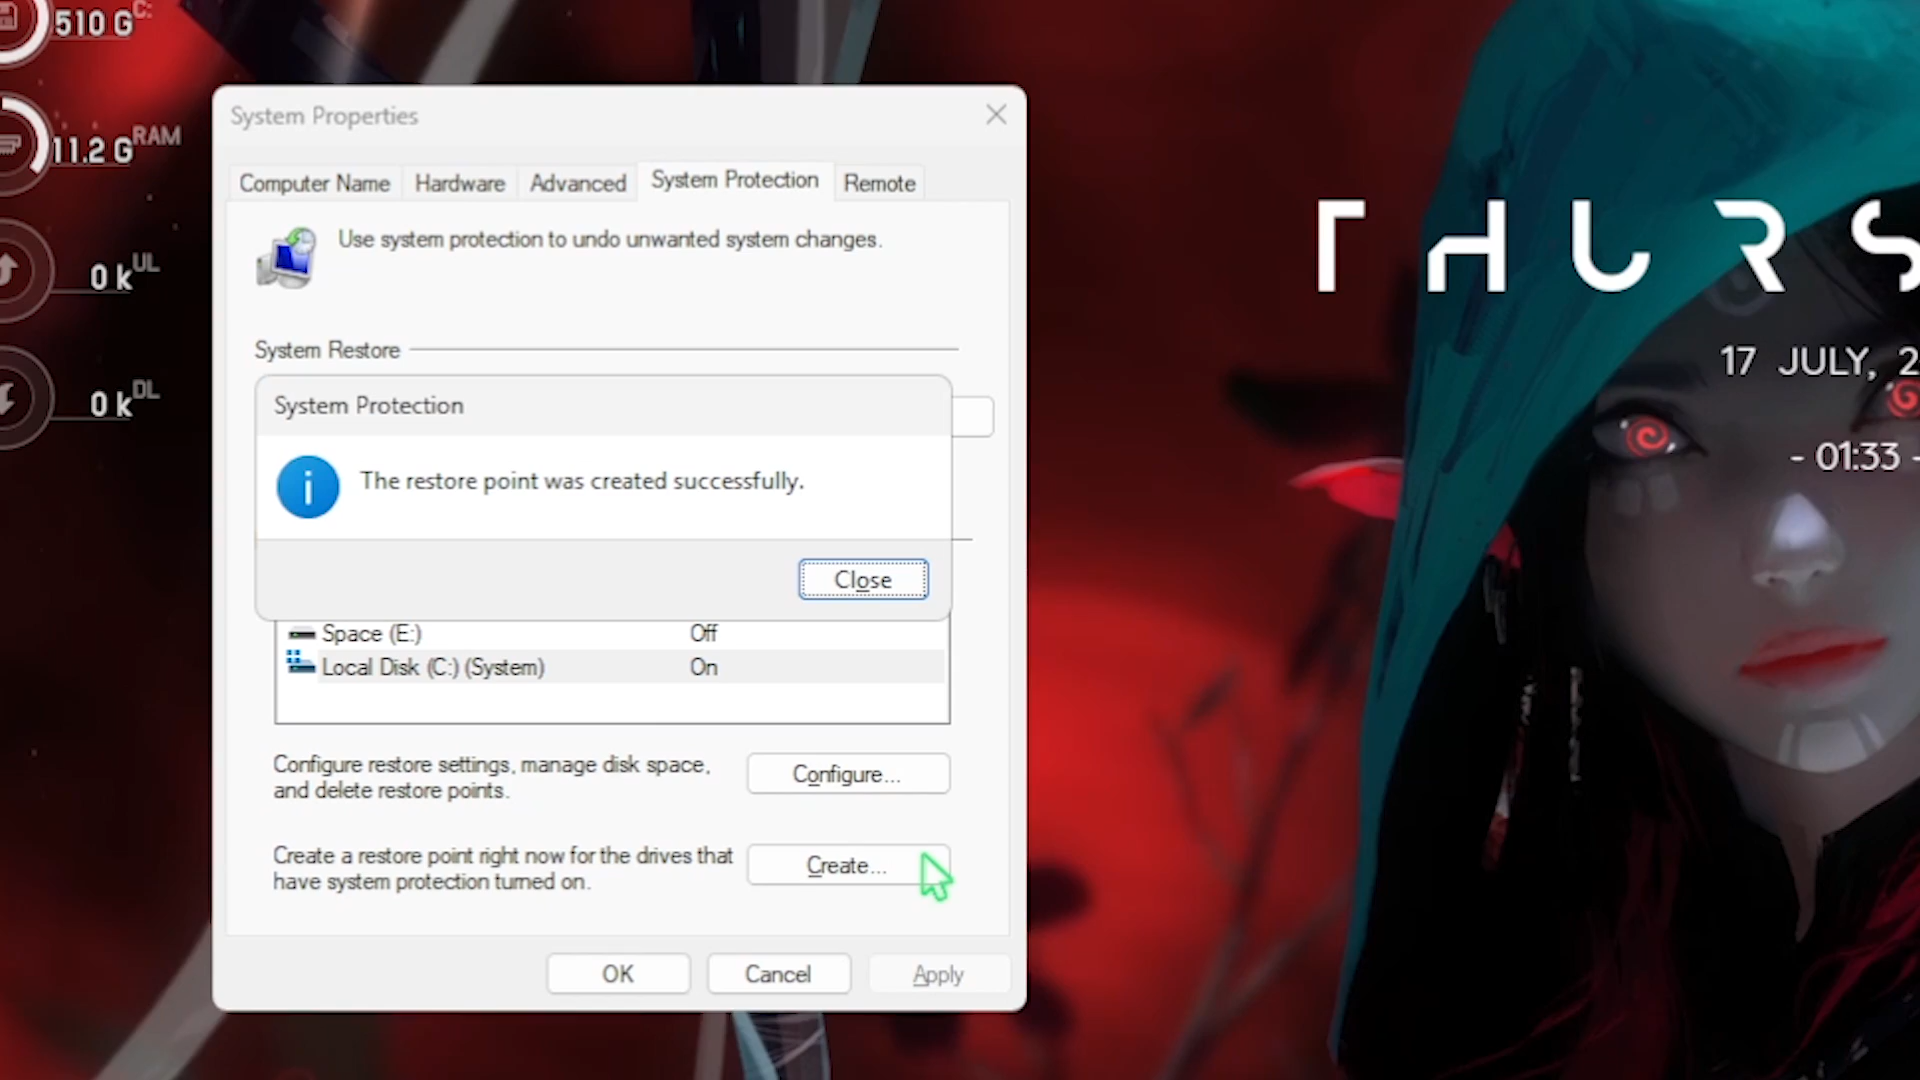 510 G C:
11.2 G RAM
0 k UL
0 k DL
System Properties
Computer Name Hardware Advanced System Protection Remote
Use system protection to undo unwanted system changes.
System Restore
System Protection
The restore point was created successfully.
Close
Space (E:) Off
Local Disk (C:) (System) On
Configure restore settings, manage disk space,
and delete restore points.
Configure...
Create a restore point right now for the drives that
have system protection turned on.
Create...
OK Cancel Apply
THURS
17 JULY, 2
- 01:33 -